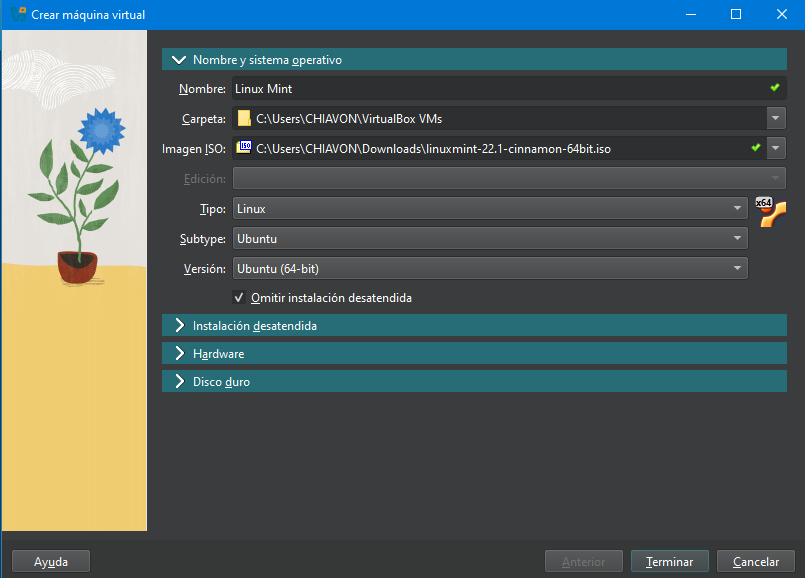 Crear máquina virtual
Nombre y sistema operativo
Nombre: Linux Mint
Carpeta: C:\Users\CHIAVON\VirtualBox VMs
Imagen ISO: ISO C:\Users\CHIAVON\Downloads\linuxmint-22.1-cinnamon-64bit.iso
Edición:
Tipo: Linux x64
Subtype: Ubuntu
Versión: Ubuntu (64-bit)
Omitir instalación desatendida
Instalación desatendida
Hardware
Disco duro
Ayuda Anterior Terminar Cancelar